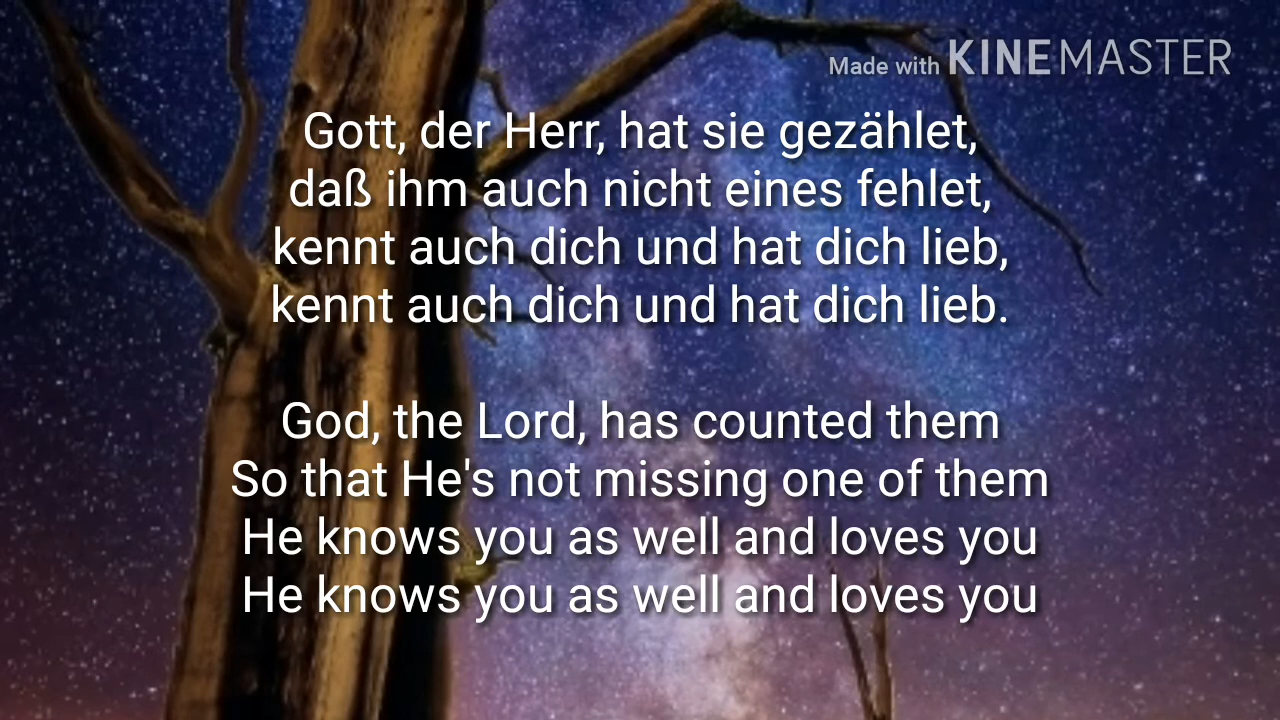 Made with KINEMASTER
Gott, der Herr, hat sie gezählet,
daß ihm auch nicht eines fehlet,
kennt auch dich und hat dich lieb,
kennt auch dich und hat dich lieb.
God, the Lord, has counted them
So that He's not missing one of them
He knows you as well and loves you
He knows you as well and loves you